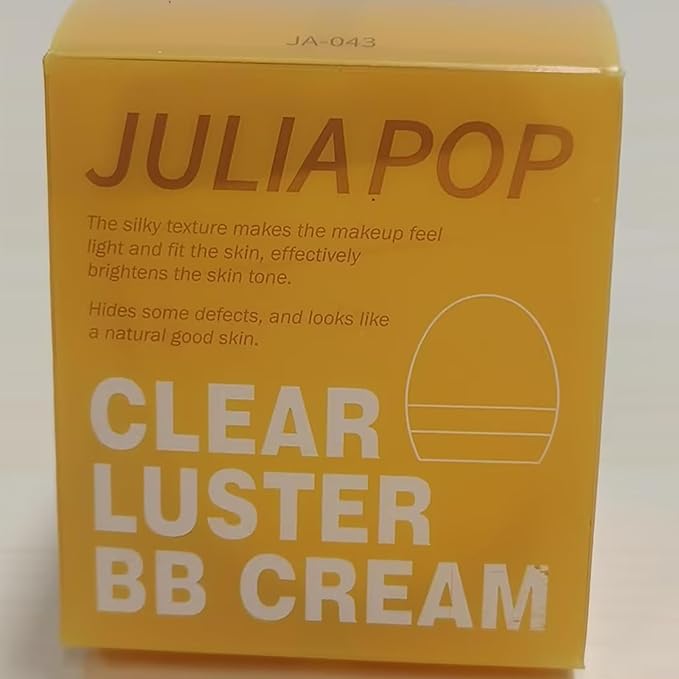 JA-043
JULIAPOP
The silky texture makes the makeup feel
light and fit the skin, effectively
brightens the skin tone.
Hides some defects, and looks like
a natural good skin.
CLEAR
LUSTER
BB CREAM